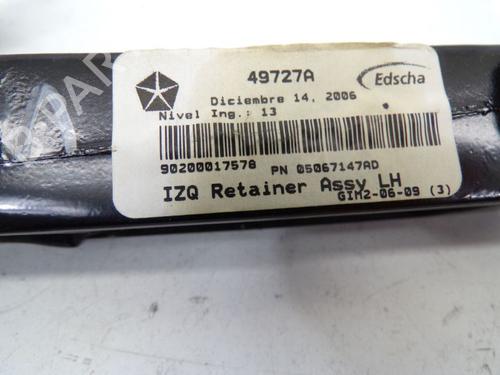 49727A
Edscha
Diciembre 14, 2006
Nivel Ing.: 13
90200017578 PN 05067147AD
IZQ Retainer Assy LH
GIM2-06-09 (3)